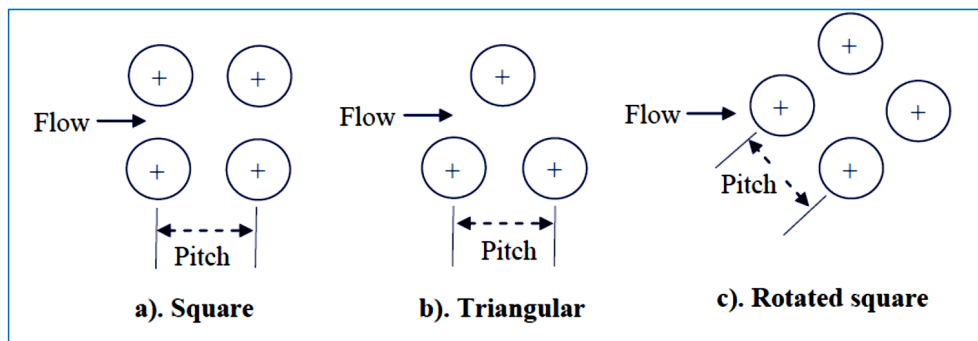 Flow
Pitch
a). Square
Flow
Pitch
b). Triangular
Flow
Pitch
c). Rotated square